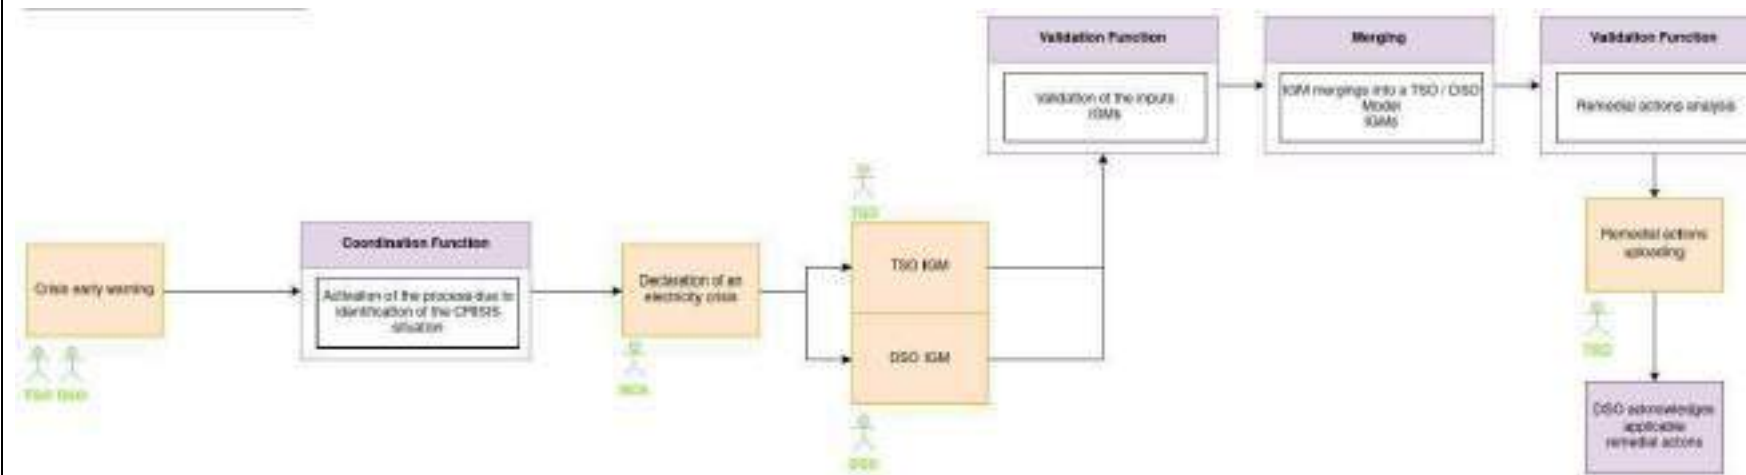 Crisis early warning
TSO DSO
Coordination Function
Activation of the process due to
identification of the CRISIS
situation
Declaration of an
electricity crisis
TSO
TSO IGM
DSO IGM
DSO
Validation Function
Validation of the inputs
IGMs
Merging
IGM mergings into a TSO / DSO
Model
IGMs
Validation Function
Remedial actions analysis
Remedial actions
uploading
TSO
DSO acknowledges
applicable
remedial actions